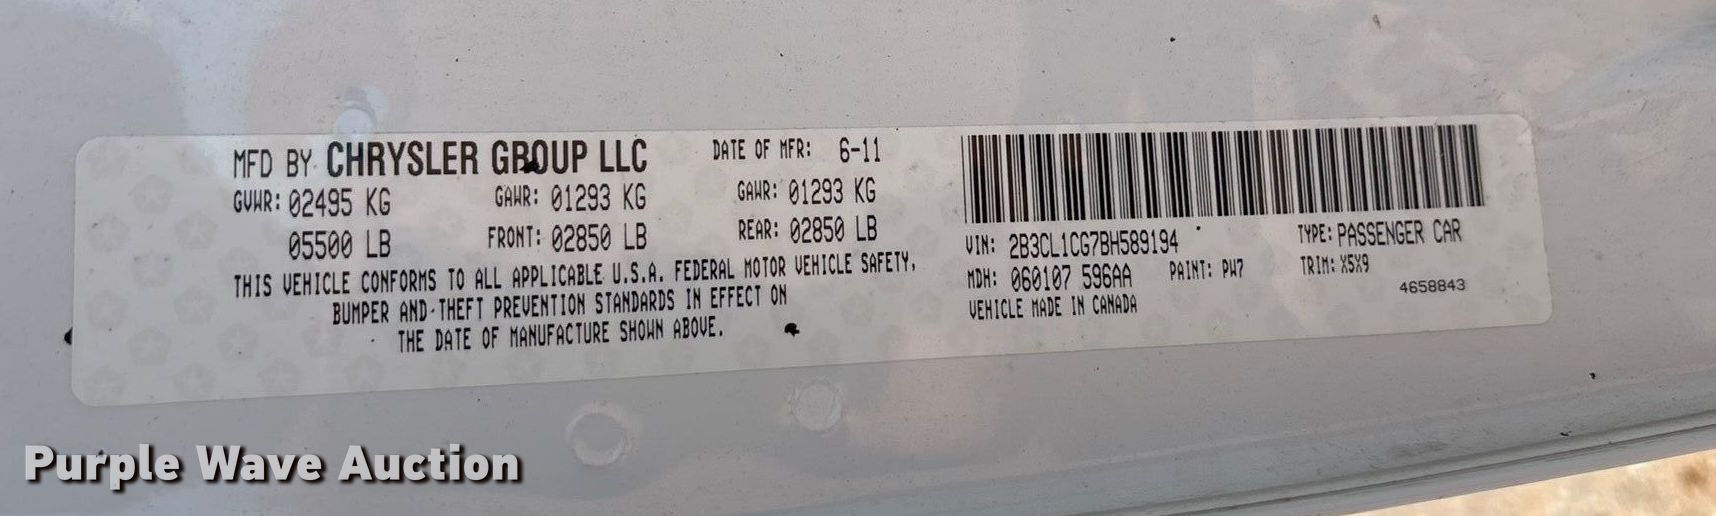 MFD BY CHRYSLER GROUP LLC DATE OF MFR: 6-11
GVWR: 02495 KG GAWR: 01293 KG GAWR: 01293 KG
05500 LB FRONT: 02850 LB REAR: 02850 LB
THIS VEHICLE CONFORMS TO ALL APPLICABLE U.S.A. FEDERAL MOTOR VEHICLE SAFETY,
BUMPER AND THEFT PREVENTION STANDARDS IN EFFECT ON
THE DATE OF MANUFACTURE SHOWN ABOVE.
VIN: 2B3CL1CG7BH589194 TYPE: PASSENGER CAR
MDH: 060107 596AA PAINT: PW7 TRIM: X5X9
VEHICLE MADE IN CANADA 4658843
Purple Wave Auction